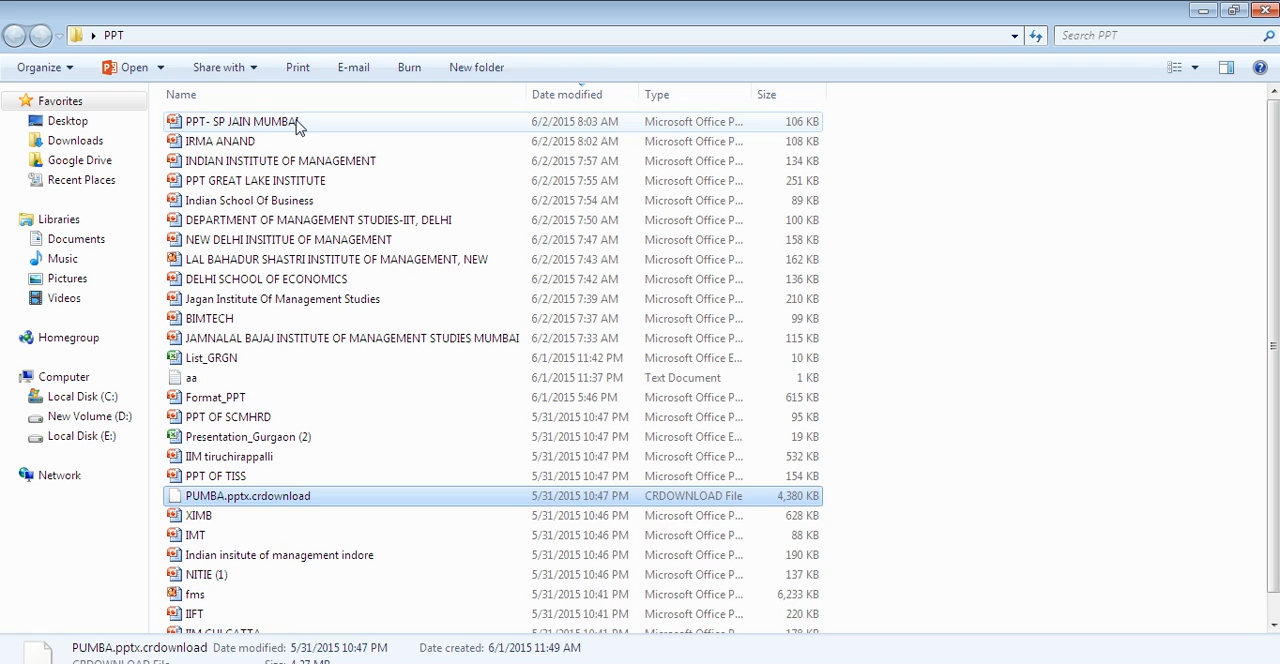 PPT
Search PPT
Organize Open Share with Print E-mail Burn New folder
Name Date modified Type Size
Favorites
Desktop
Downloads
Google Drive
Recent Places
Libraries
Documents
Music
Pictures
Videos
Homegroup
Computer
Local Disk (C:)
New Volume (D:)
Local Disk (E:)
Network
PPT- SP JAIN MUMBAI 6/2/2015 8:03 AM Microsoft Office P... 106 KB
IRMA ANAND 6/2/2015 8:02 AM Microsoft Office P... 108 KB
INDIAN INSTITUTE OF MANAGEMENT 6/2/2015 7:57 AM Microsoft Office P... 134 KB
PPT GREAT LAKE INSTITUTE 6/2/2015 7:55 AM Microsoft Office P... 251 KB
Indian School Of Business 6/2/2015 7:54 AM Microsoft Office P... 89 KB
DEPARTMENT OF MANAGEMENT STUDIES-IIT, DELHI 6/2/2015 7:50 AM Microsoft Office P... 100 KB
NEW DELHI INSITITUE OF MANAGEMENT 6/2/2015 7:47 AM Microsoft Office P... 158 KB
LAL BAHADUR SHASTRI INSTITUTE OF MANAGEMENT, NEW 6/2/2015 7:43 AM Microsoft Office P... 162 KB
DELHI SCHOOL OF ECONOMICS 6/2/2015 7:42 AM Microsoft Office P... 136 KB
Jagan Institute Of Management Studies 6/2/2015 7:39 AM Microsoft Office P... 210 KB
BIMTECH 6/2/2015 7:37 AM Microsoft Office P... 99 KB
JAMNALAL BAJAJ INSTITUTE OF MANAGEMENT STUDIES MUMBAI 6/2/2015 7:33 AM Microsoft Office P... 115 KB
List_GRGN 6/1/2015 11:42 PM Microsoft Office E... 10 KB
aa 6/1/2015 11:37 PM Text Document 1 KB
Format_PPT 6/1/2015 5:46 PM Microsoft Office P... 615 KB
PPT OF SCMHRD 5/31/2015 10:47 PM Microsoft Office P... 95 KB
Presentation_Gurgaon (2) 5/31/2015 10:47 PM Microsoft Office E... 19 KB
IIM tiruchirappalli 5/31/2015 10:47 PM Microsoft Office P... 532 KB
PPT OF TISS 5/31/2015 10:47 PM Microsoft Office P... 154 KB
PUMBA.pptx.crdownload 5/31/2015 10:47 PM CRDOWNLOAD File 4,380 KB
XIMB 5/31/2015 10:46 PM Microsoft Office P... 628 KB
IMT 5/31/2015 10:46 PM Microsoft Office P... 88 KB
Indian insitute of management indore 5/31/2015 10:46 PM Microsoft Office P... 190 KB
NITIE (1) 5/31/2015 10:46 PM Microsoft Office P... 137 KB
fms 5/31/2015 10:41 PM Microsoft Office P... 6,233 KB
IIFT 5/31/2015 10:41 PM Microsoft Office P... 220 KB
IIM CULCATTA 5/31/2015 10:41 PM Microsoft Office P... 178 KB
PUMBA.pptx.crdownload Date modified: 5/31/2015 10:47 PM Date created: 6/1/2015 11:49 AM
CRDOWNLOAD File Size: 4.27 MB